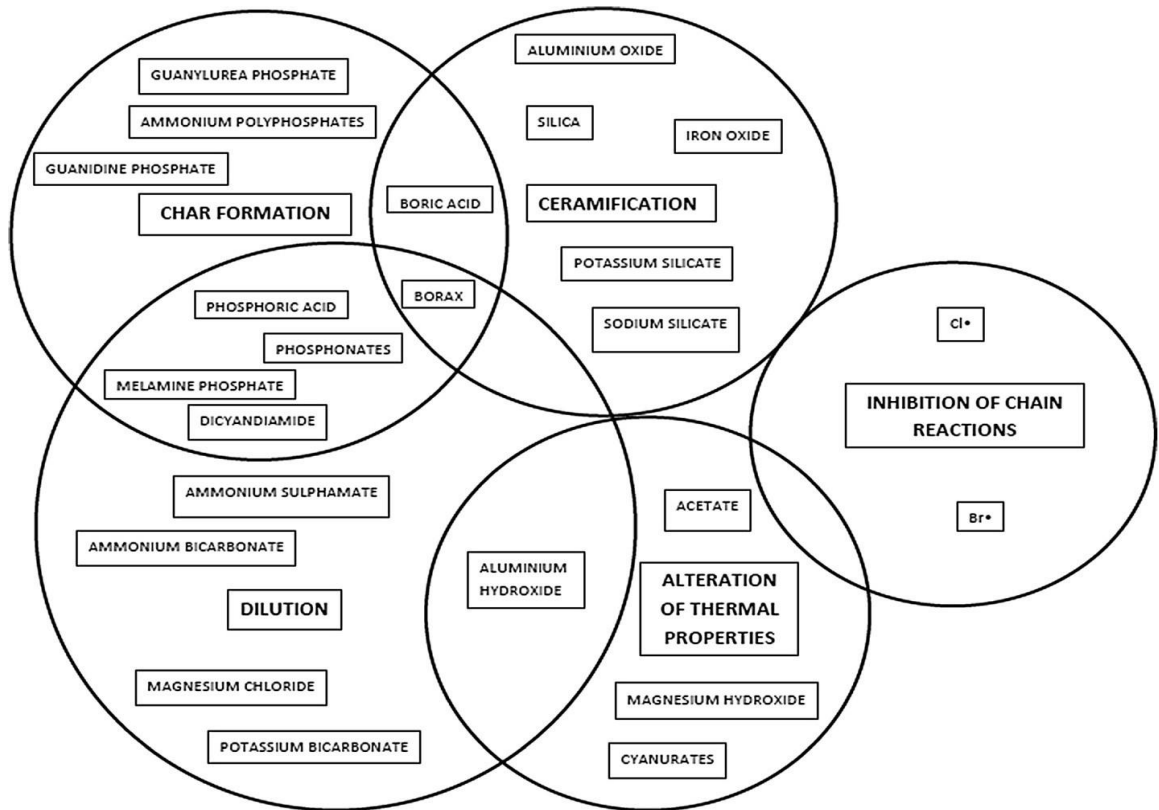 GUANYLUREA PHOSPHATE
AMMONIUM POLYPHOSPHATES
GUANIDINE PHOSPHATE
CHAR FORMATION
BORIC ACID
BORAX
ALUMINIUM OXIDE
SILICA
IRON OXIDE
CERAMIFICATION
POTASSIUM SILICATE
SODIUM SILICATE
PHOSPHORIC ACID
PHOSPHONATES
MELAMINE PHOSPHATE
DICYANDIAMIDE
AMMONIUM SULPHAMATE
AMMONIUM BICARBONATE
DILUTION
MAGNESIUM CHLORIDE
POTASSIUM BICARBONATE
ALUMINIUM
HYDROXIDE
ACETATE
ALTERATION
OF THERMAL
PROPERTIES
MAGNESIUM HYDROXIDE
CYANURATES
Cl•
INHIBITION OF CHAIN
REACTIONS
Br•